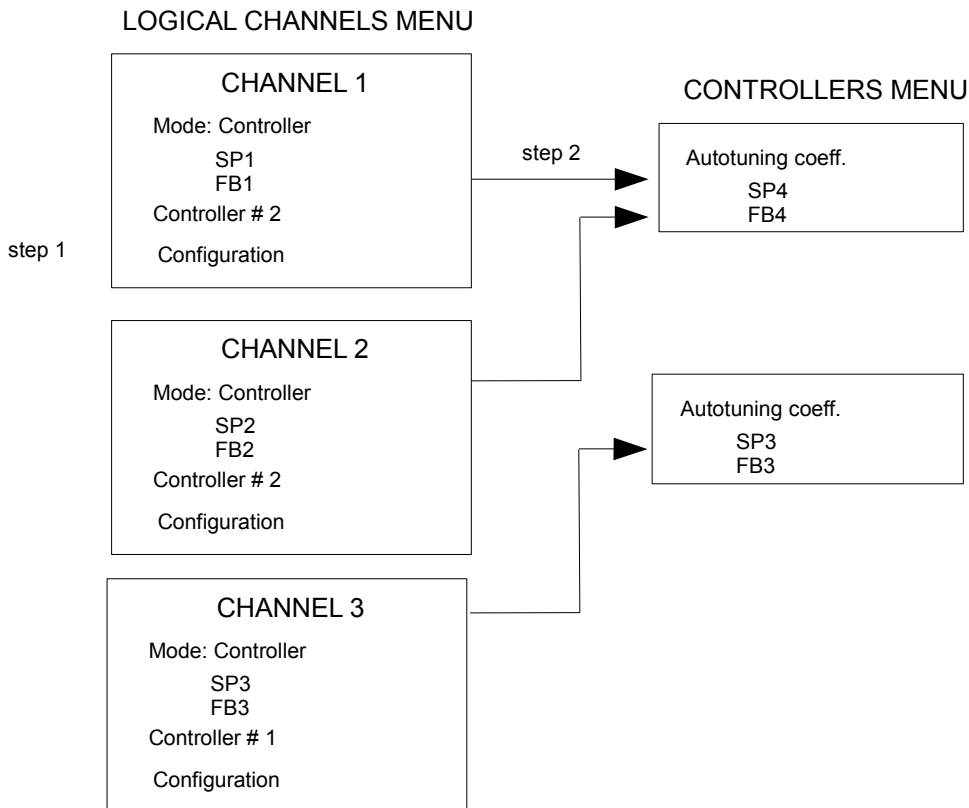 LOGICAL CHANNELS MENU
CHANNEL 1
Mode: Controller
SP1
FB1
Controller # 2
Configuration
step 1
step 2
CONTROLLERS MENU
Autotuning coeff.
SP4
FB4
CHANNEL 2
Mode: Controller
SP2
FB2
Controller # 2
Configuration
Autotuning coeff.
SP3
FB3
CHANNEL 3
Mode: Controller
SP3
FB3
Controller # 1
Configuration